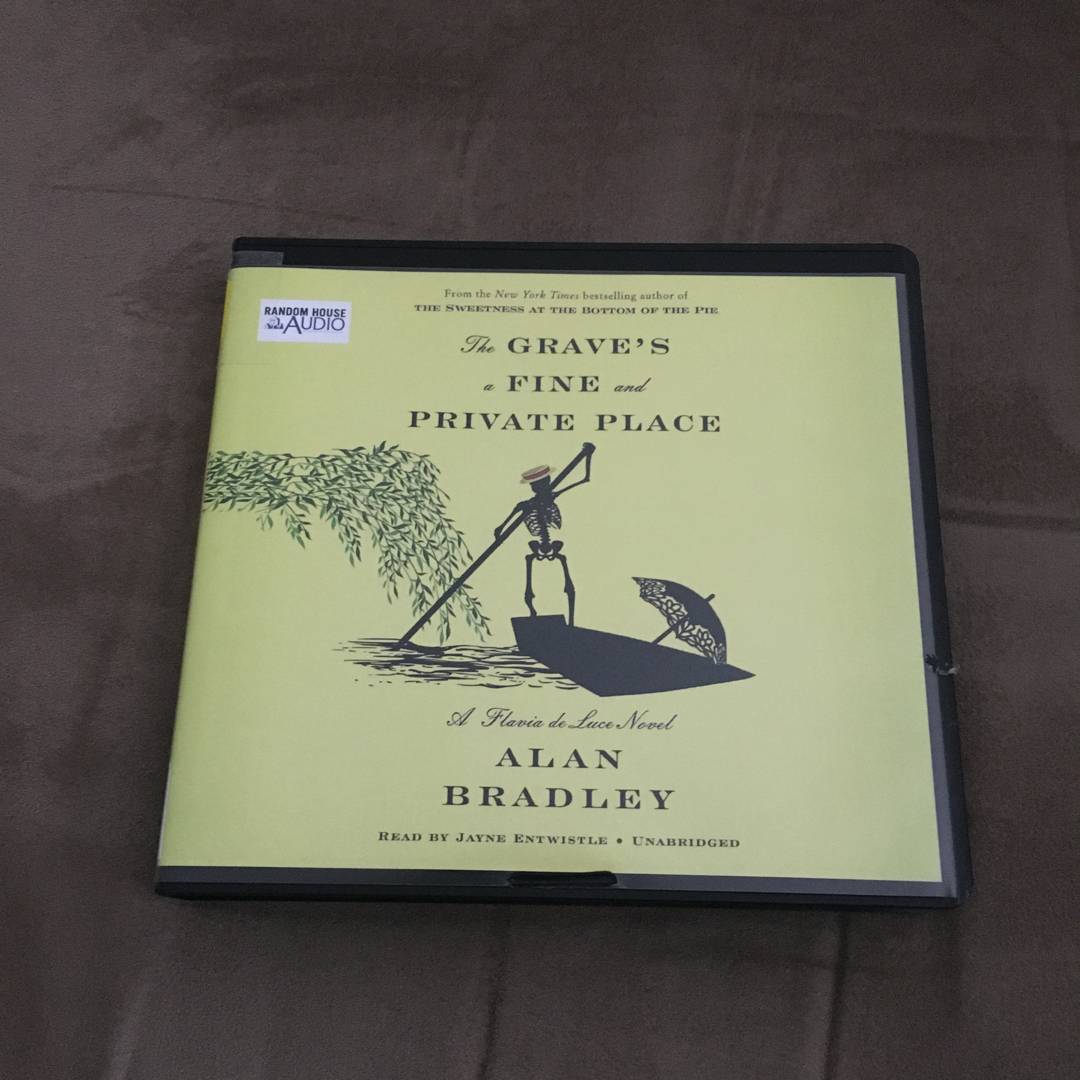 RANDOM HOUSE
AUDIO
From the New York Times bestselling author of
THE SWEETNESS AT THE BOTTOM OF THE PIE
The GRAVE'S
a FINE and
PRIVATE PLACE
A Flavia de Luce Novel
ALAN
BRADLEY
READ BY JAYNE ENTWISTLE • UNABRIDGED